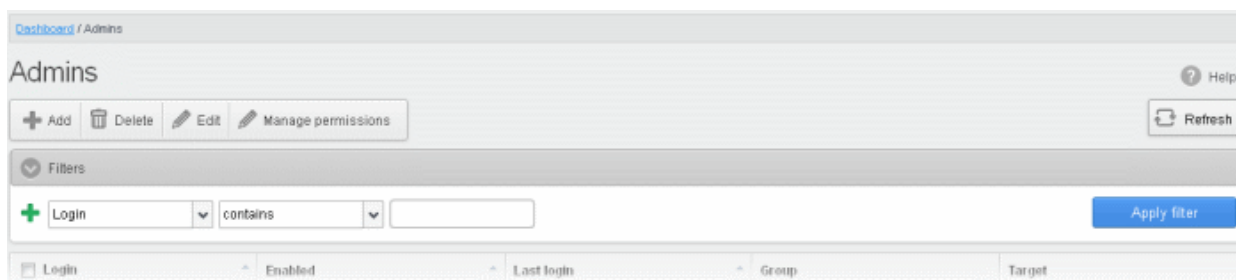 Dashboard / Admins
Admins
Help
Add Delete Edit Manage permissions
Refresh
Filters
Login contains Apply filter
Login Enabled Last login Group Target